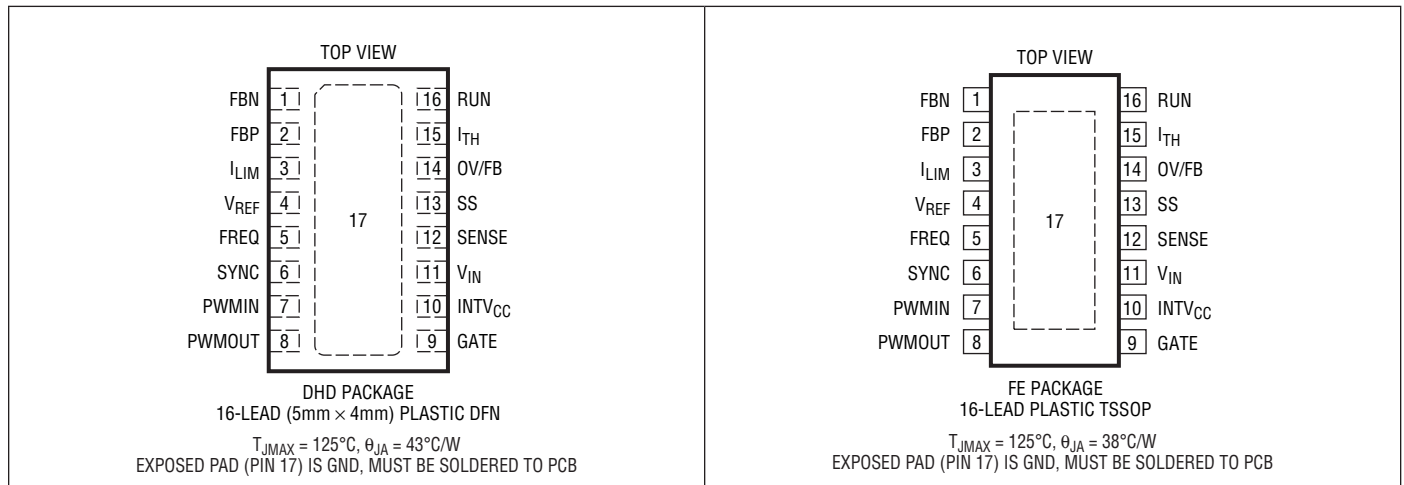 TOP VIEW
FBN 1 16 RUN
FBP 2 15 ITH
ILIM 3 14 OV/FB
VREF 4 13 SS
17
FREQ 5 12 SENSE
SYNC 6 11 VIN
PWMIN 7 10 INTVCC
PWMOUT 8 9 GATE
DHD PACKAGE
16-LEAD (5mm × 4mm) PLASTIC DFN
TJMAX = 125°C, θJA = 43°C/W
EXPOSED PAD (PIN 17) IS GND, MUST BE SOLDERED TO PCB
TOP VIEW
FBN 1 16 RUN
FBP 2 15 ITH
ILIM 3 14 OV/FB
VREF 4 13 SS
17
FREQ 5 12 SENSE
SYNC 6 11 VIN
PWMIN 7 10 INTVCC
PWMOUT 8 9 GATE
FE PACKAGE
16-LEAD PLASTIC TSSOP
TJMAX = 125°C, θJA = 38°C/W
EXPOSED PAD (PIN 17) IS GND, MUST BE SOLDERED TO PCB